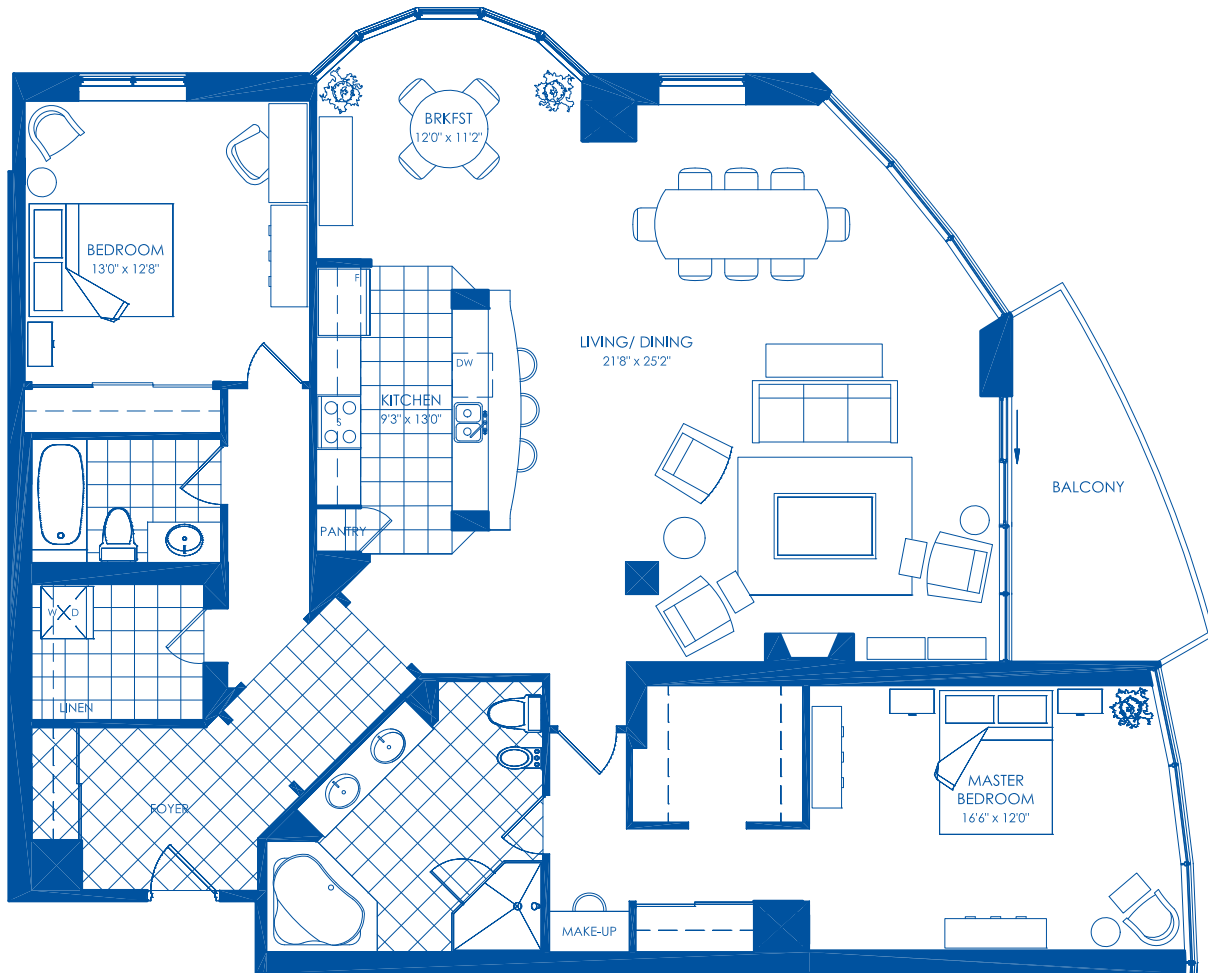 BRKFST
12'0" x 11'2"
BEDROOM
13'0" x 12'8"
F
LIVING/ DINING
21'8" x 25'2"
DW
KITCHEN
9'3" x 13'0"
S
BALCONY
PANTRY
W D
LINEN
FOYER
MASTER
BEDROOM
16'6" x 12'0"
MAKE-UP